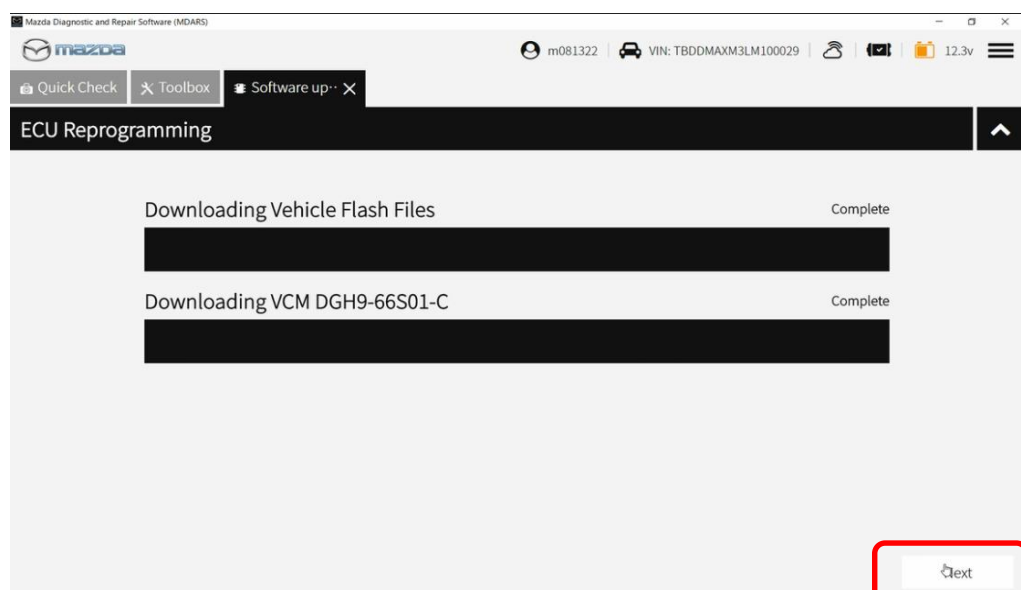 Mazda Diagnostic and Repair Software (MDARS)
mazda
m081322 VIN: TBDDMAXM3LM100029 12.3v
Quick Check Toolbox Software up··
ECU Reprogramming
Downloading Vehicle Flash Files Complete
Downloading VCM DGH9-66S01-C Complete
Next